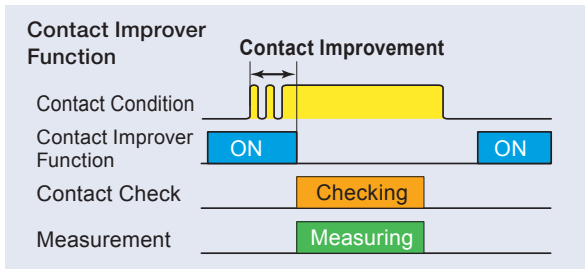 Contact Improver
Function
Contact Improvement
Contact Condition
Contact Improver
Function
ON
ON
Contact Check
Checking
Measurement
Measuring